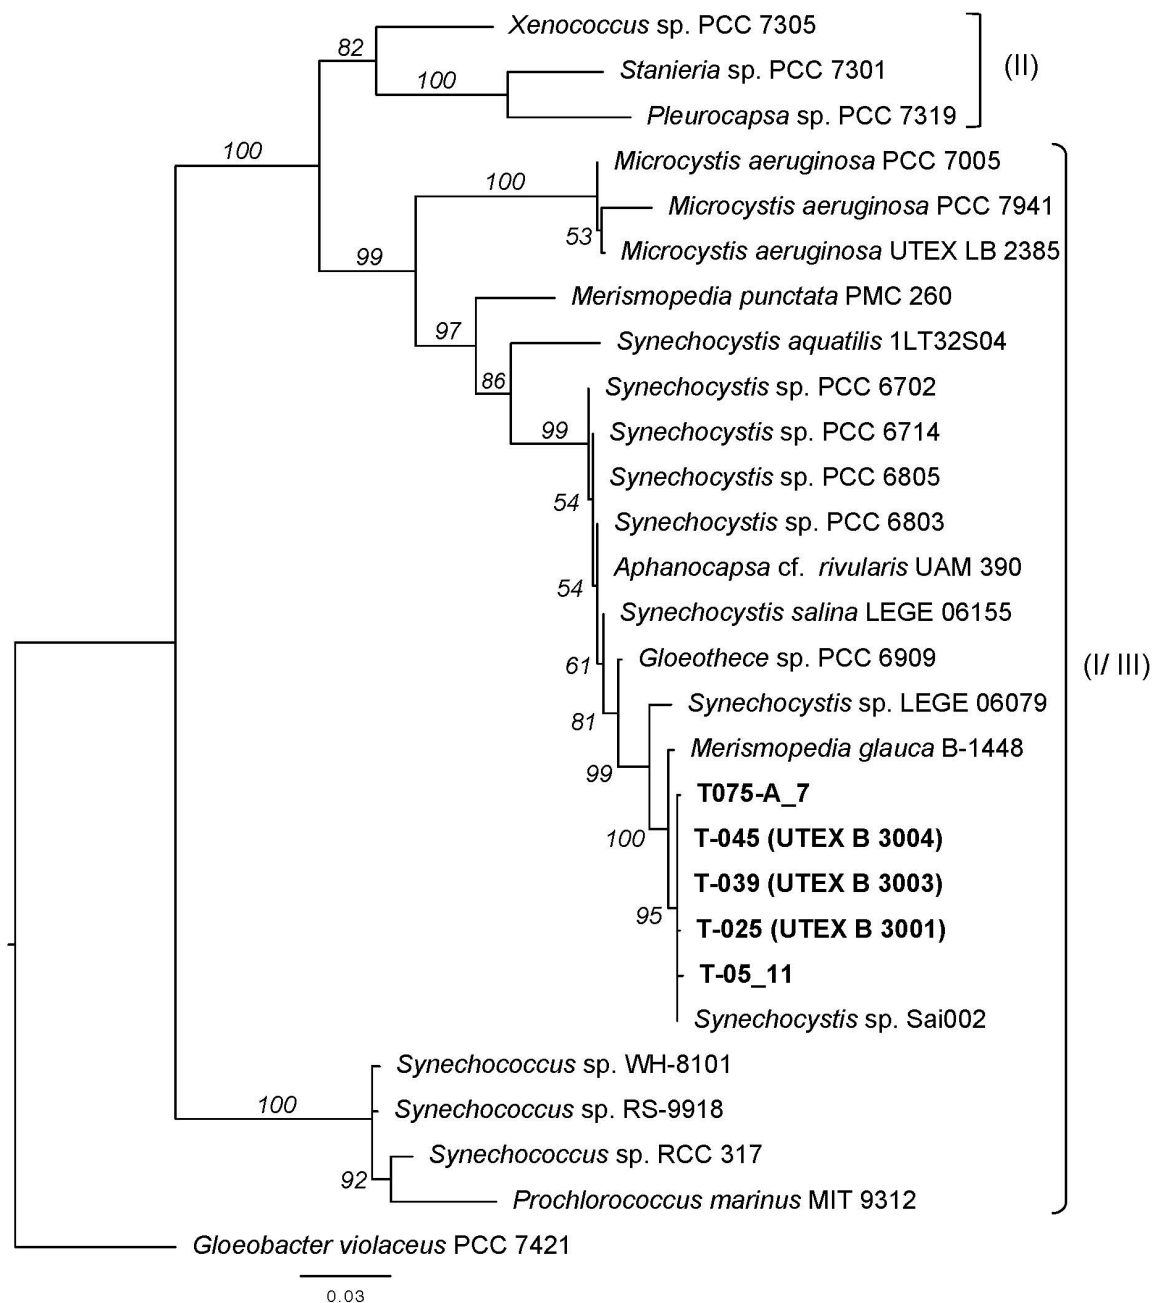 Xenococcus sp. PCC 7305
82
Stanieria sp. PCC 7301
(II)
100
Pleurocapsa sp. PCC 7319
100
Microcystis aeruginosa PCC 7005
100
Microcystis aeruginosa PCC 7941
53
Microcystis aeruginosa UTEX LB 2385
99
Merismopedia punctata PMC 260
97
Synechocystis aquatilis 1LT32S04
86
Synechocystis sp. PCC 6702
99
Synechocystis sp. PCC 6714
Synechocystis sp. PCC 6805
54
Synechocystis sp. PCC 6803
Aphanocapsa cf. rivularis UAM 390
54
Synechocystis salina LEGE 06155
Gloeothece sp. PCC 6909
61
(I/ III)
Synechocystis sp. LEGE 06079
81
Merismopedia glauca B-1448
99
T075-A_7
T-045 (UTEX B 3004)
100
T-039 (UTEX B 3003)
95
T-025 (UTEX B 3001)
T-05_11
Synechocystis sp. Sai002
Synechococcus sp. WH-8101
100
Synechococcus sp. RS-9918
Synechococcus sp. RCC 317
92
Prochlorococcus marinus MIT 9312
Gloeobacter violaceus PCC 7421
0.03